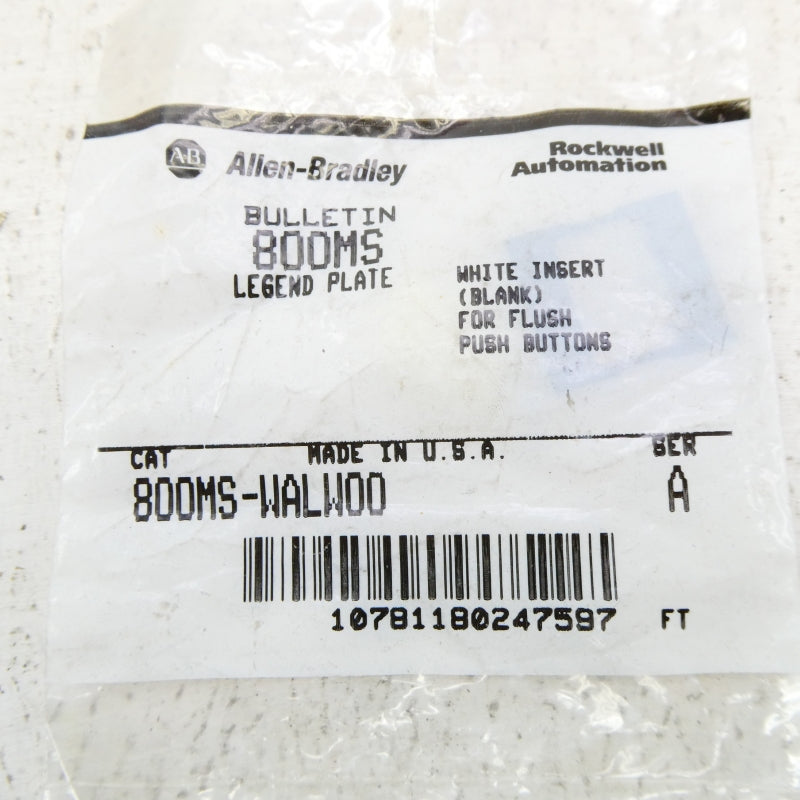 AB Allen-Bradley
Rockwell
Automation
BULLETIN
800MS
LEGEND PLATE
WHITE INSERT
(BLANK)
FOR FLUSH
PUSH BUTTONS
CAT MADE IN U.S.A. SER
800MS-WALW00 A
10781180247597 FT